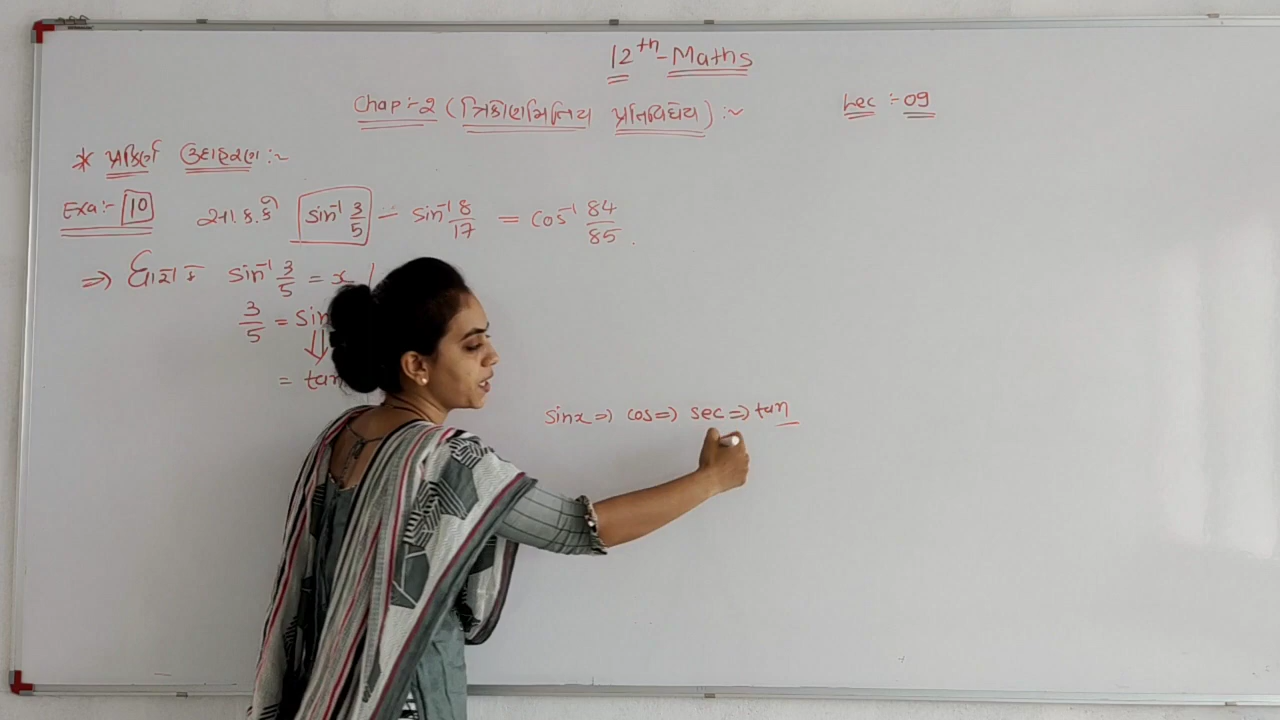 12th - Maths
Chap:- 2 (ત્રિકોણમિતીય પ્રતિવિધેય) :~
Lec :- 09
* પ્રકિર્ણ ઉદાહરણ :~
Exa:- 10 સા.ક.કે sin⁻¹ 3/5 - sin⁻¹ 8/17 = cos⁻¹ 84/85.
⇒ ધારો કે sin⁻¹ 3/5 = x
3/5 = sin
= tan
sinx ⇒ cos ⇒ sec ⇒ tan